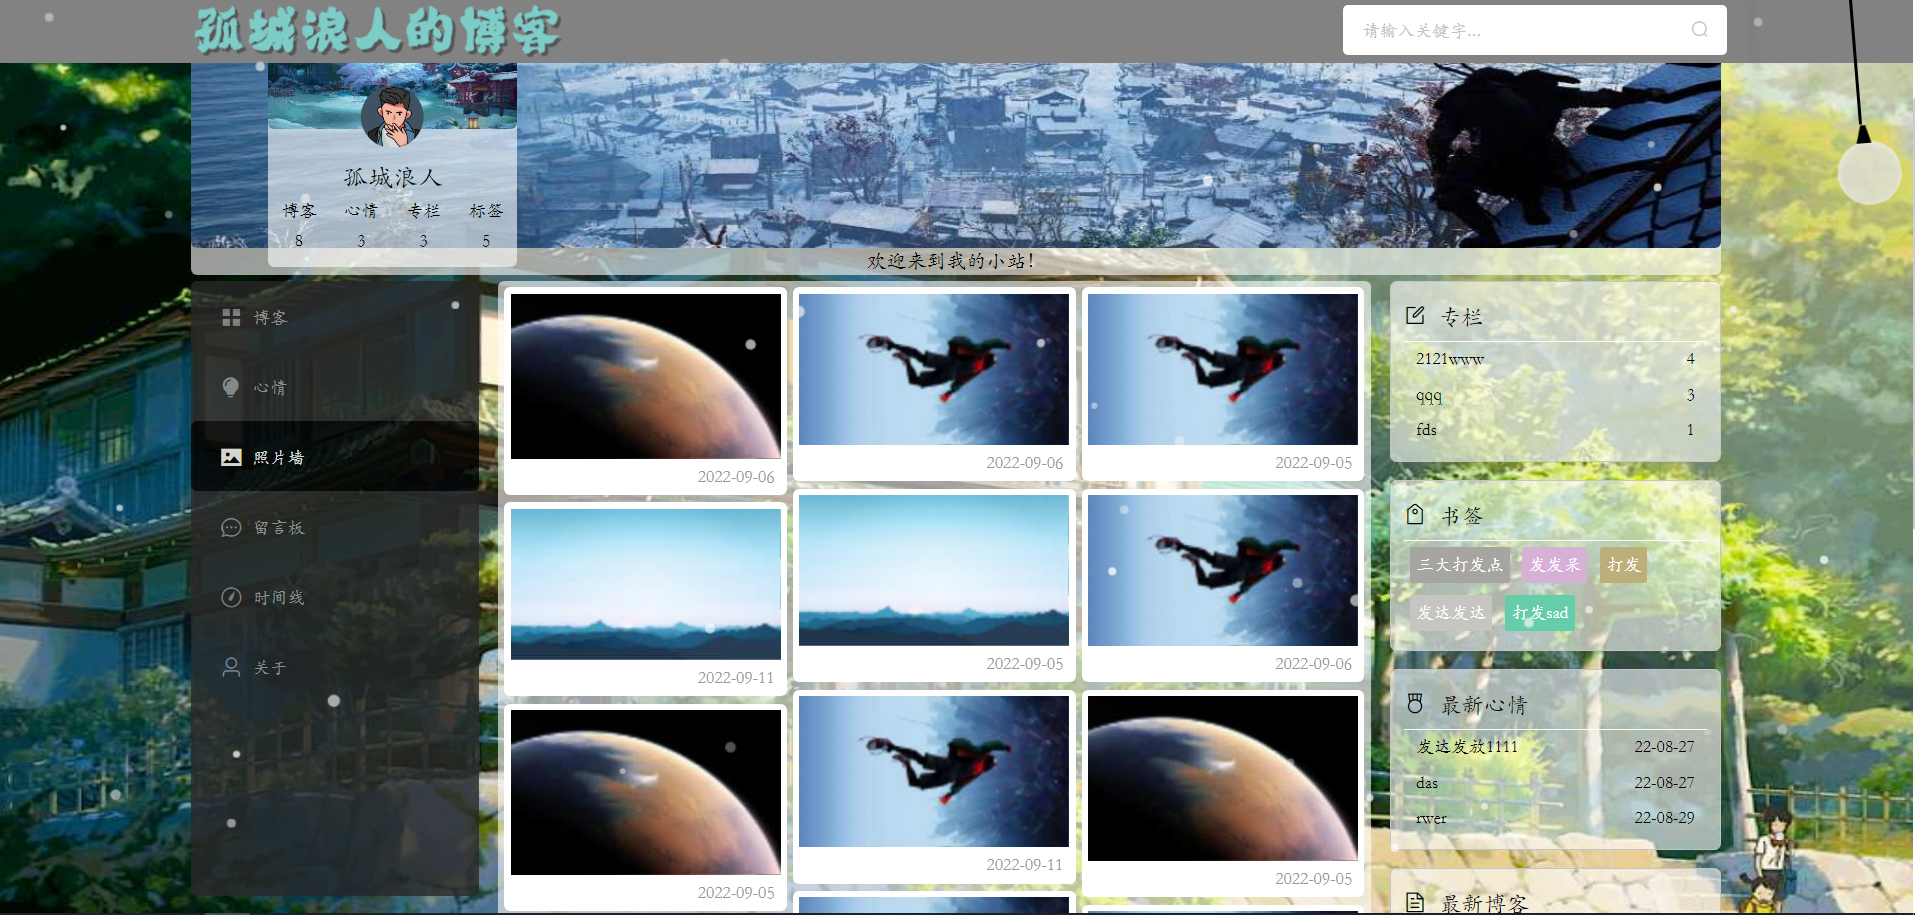 孤城浪人的博客
请输入关键字...
孤城浪人
博客 心情 专栏 标签
8 3 3 5
欢迎来到我的小站!
博客
心情
照片墙
留言板
时间线
关于
2022-09-06
2022-09-06
2022-09-05
2022-09-11
2022-09-05
2022-09-06
2022-09-05
2022-09-11
2022-09-05
专栏
2121www 4
qqq 3
fds 1
书签
三大打发点 发发呆 打发
发达发达 打发sad
最新心情
发达发放1111 22-08-27
das 22-08-27
rwer 22-08-29
最新博客